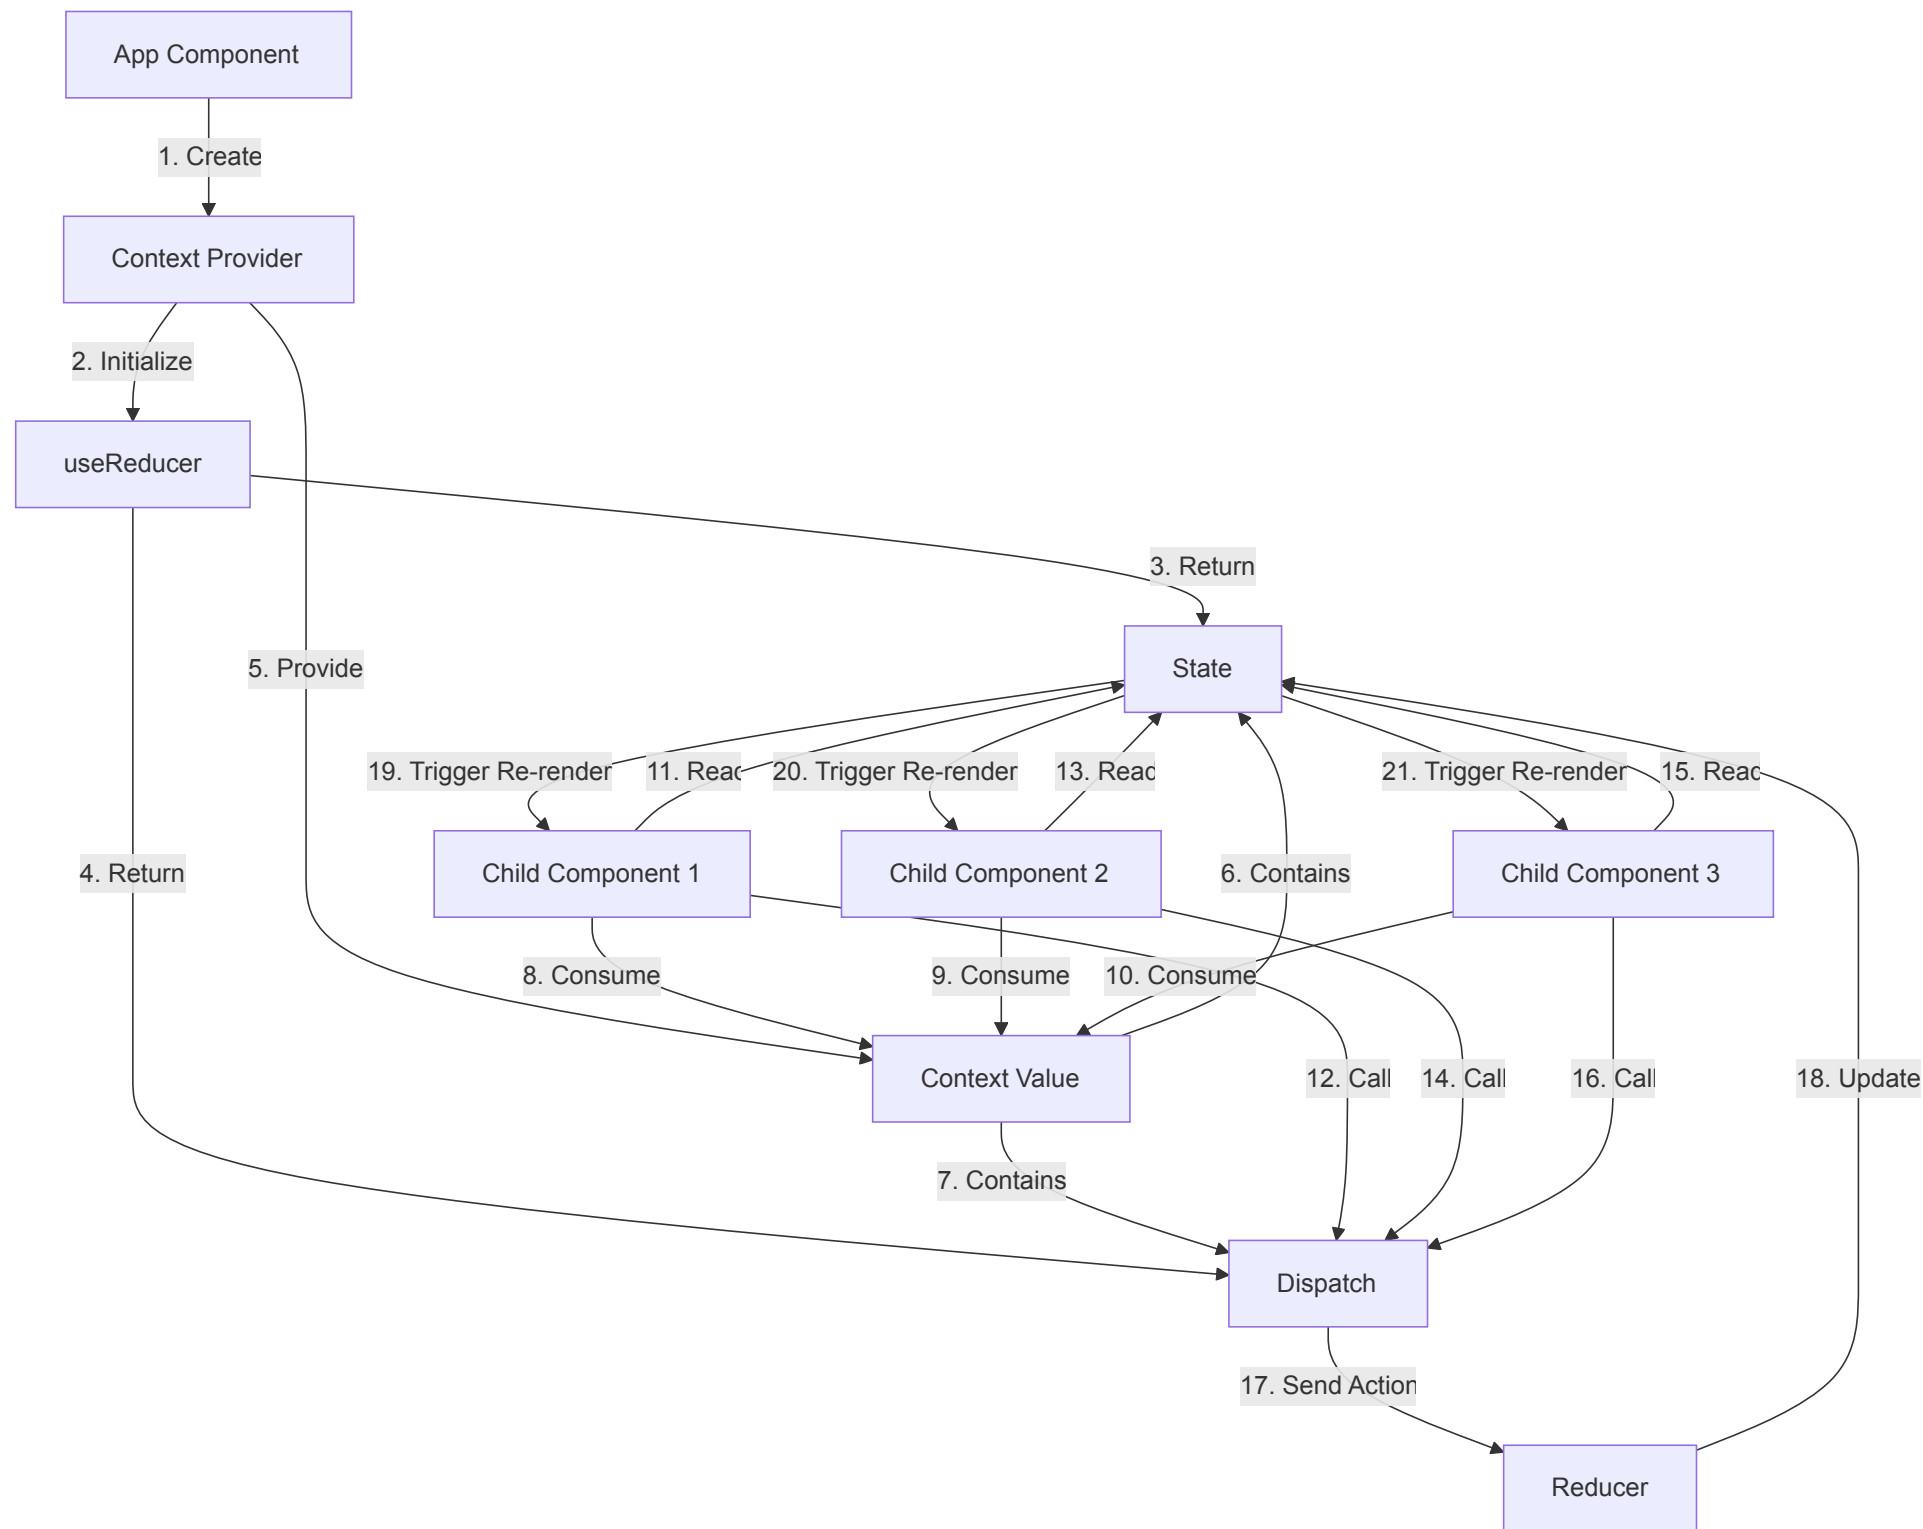 App Component
1. Create
Context Provider
2. Initialize
useReducer
3. Return
5. Provide
State
19. Trigger Re-render
11. Read
20. Trigger Re-render
13. Read
21. Trigger Re-render
15. Read
4. Return
Child Component 1
Child Component 2
6. Contains
Child Component 3
8. Consume
9. Consume
10. Consume
Context Value
12. Call
14. Call
16. Call
18. Update
7. Contains
Dispatch
17. Send Action
Reducer